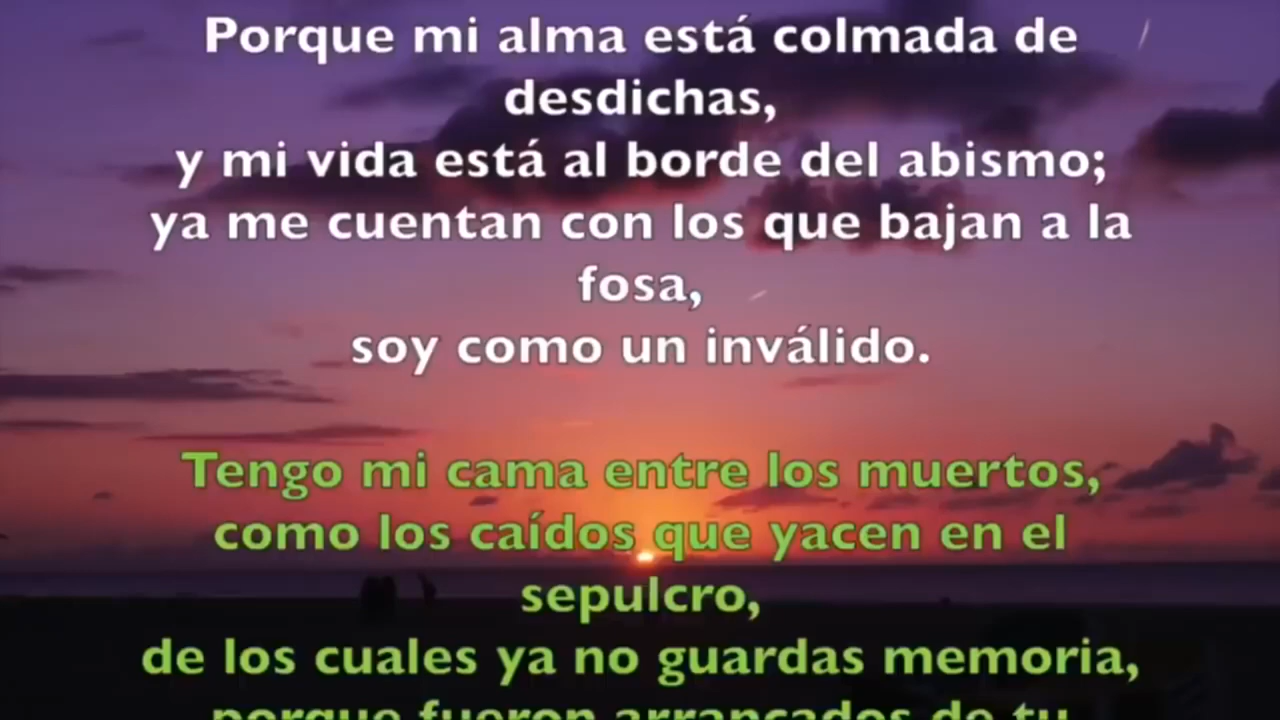 Porque mi alma está colmada de
desdichas,
y mi vida está al borde del abismo;
ya me cuentan con los que bajan a la
fosa,
soy como un inválido.
Tengo mi cama entre los muertos,
como los caídos que yacen en el
sepulcro,
de los cuales ya no guardas memoria,
porque fueron arrancados de tu